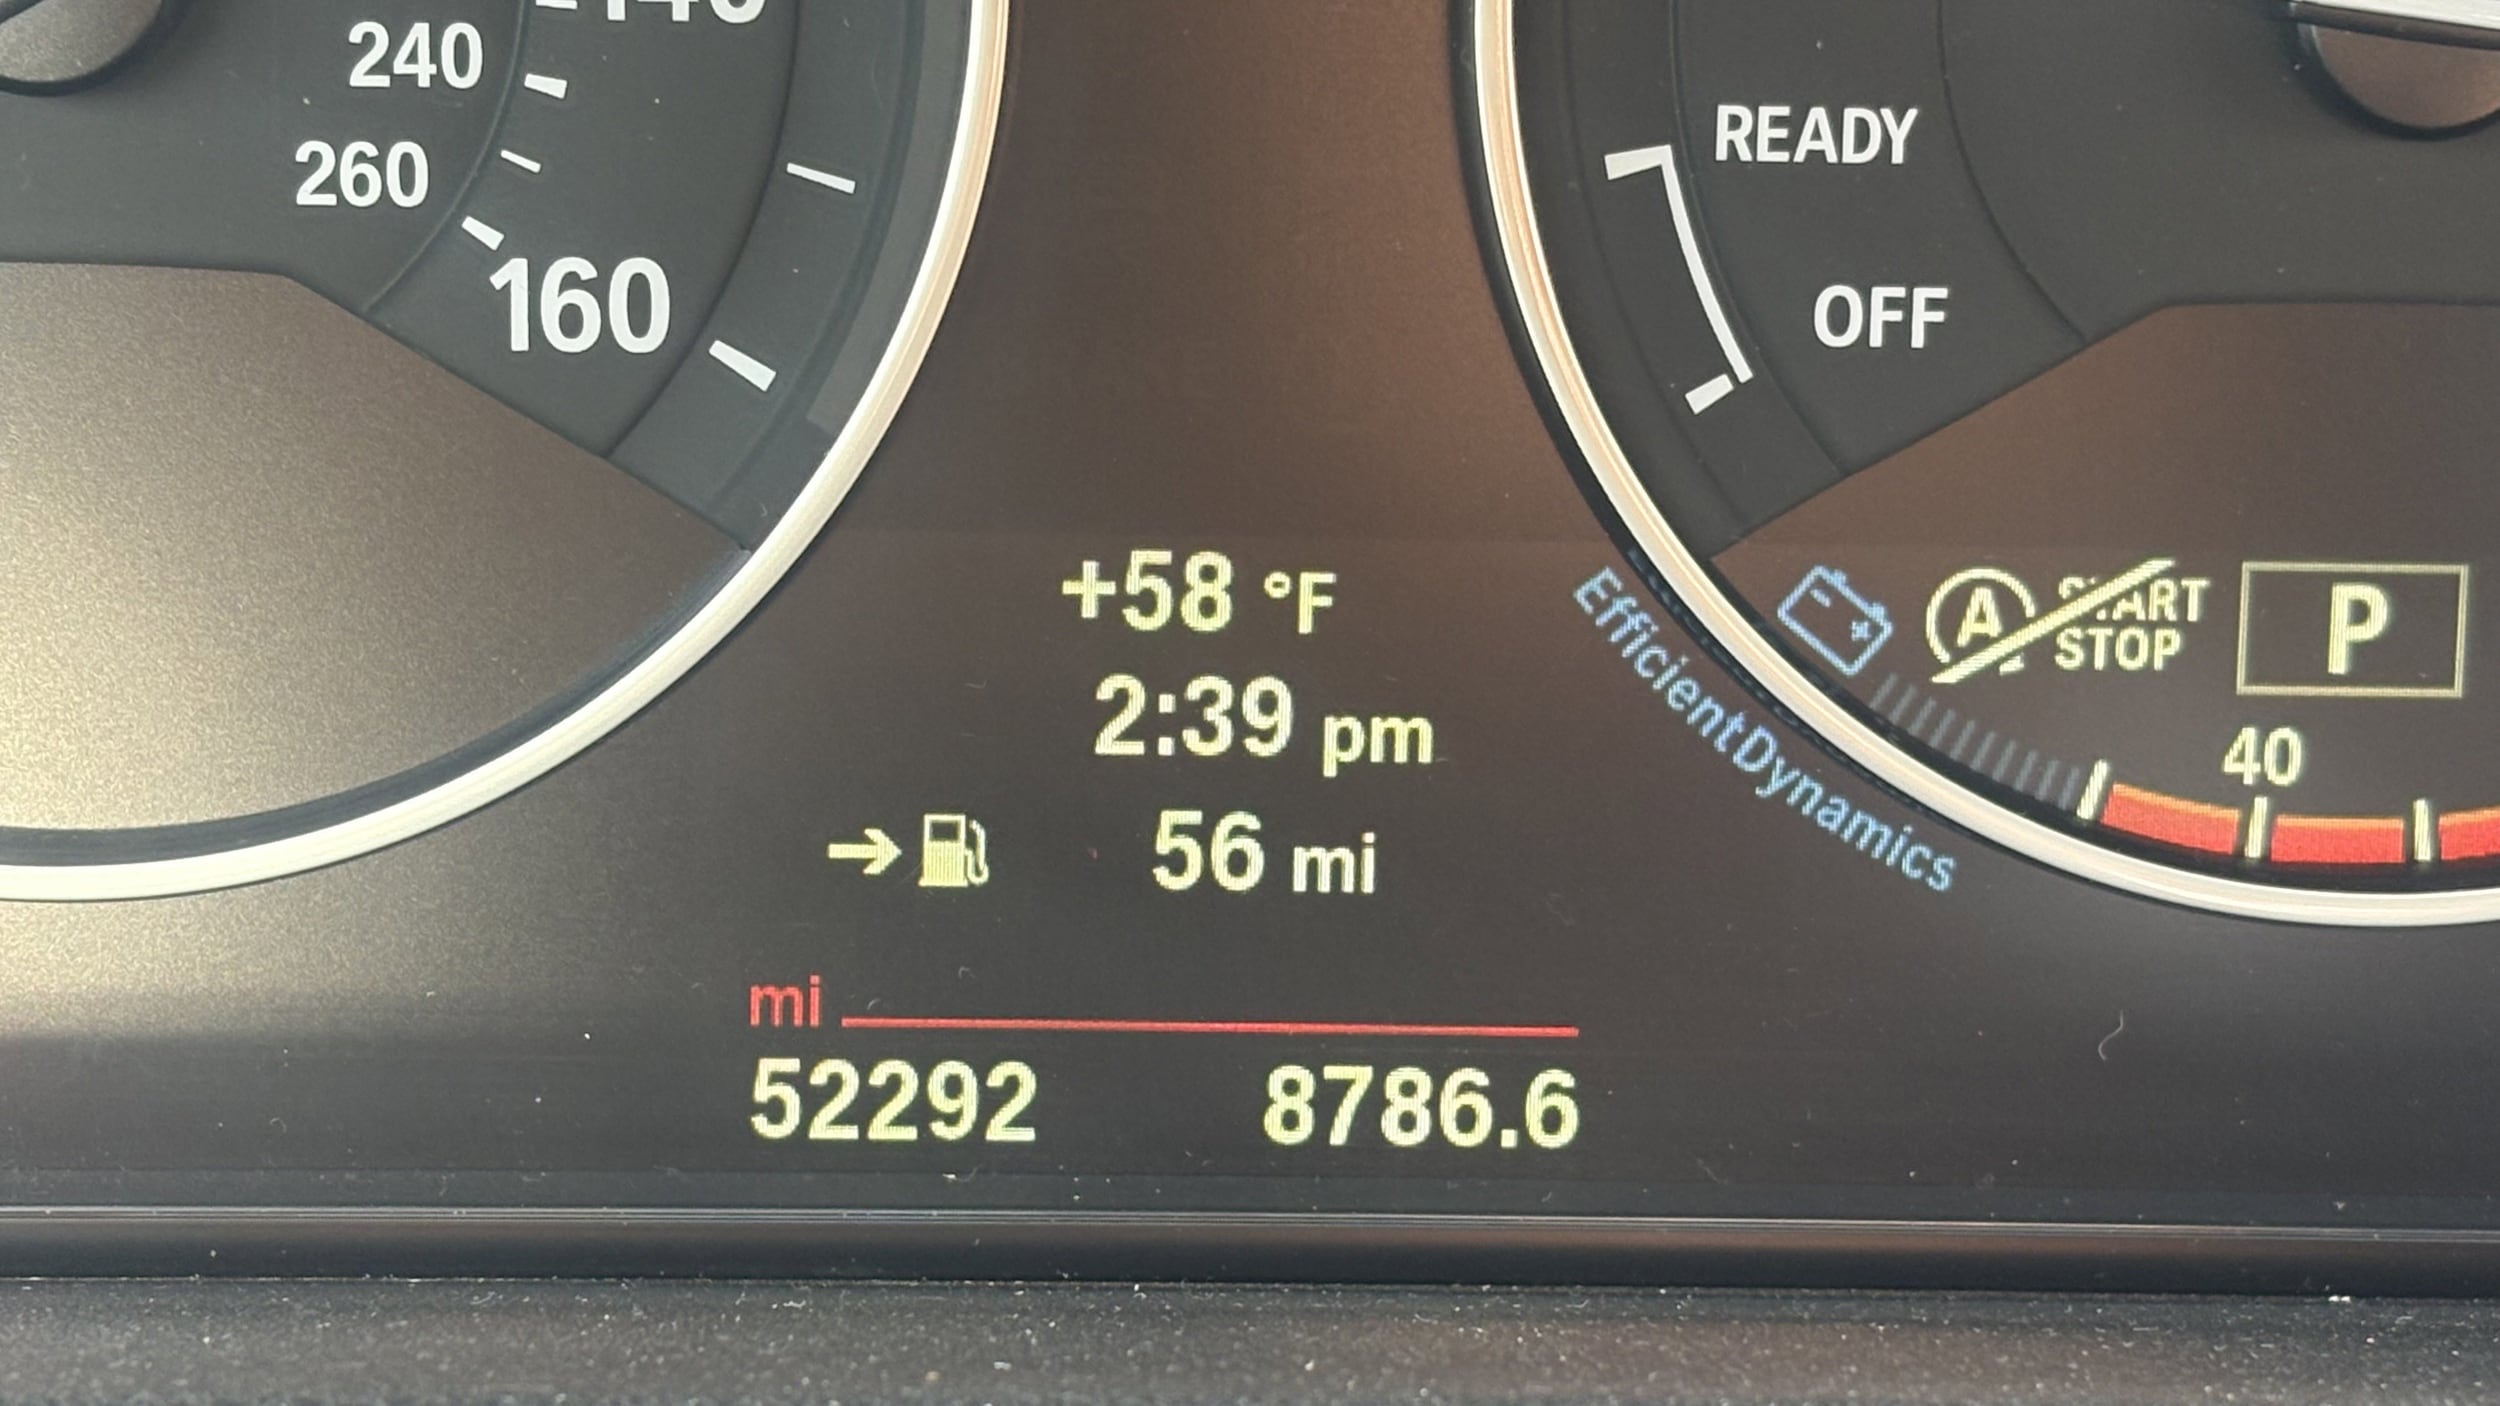 140
240
260
160
READY
OFF
+58 °F
2:39 pm
56 mi
mi
52292 8786.6
EfficientDynamics
A START
STOP
P
40